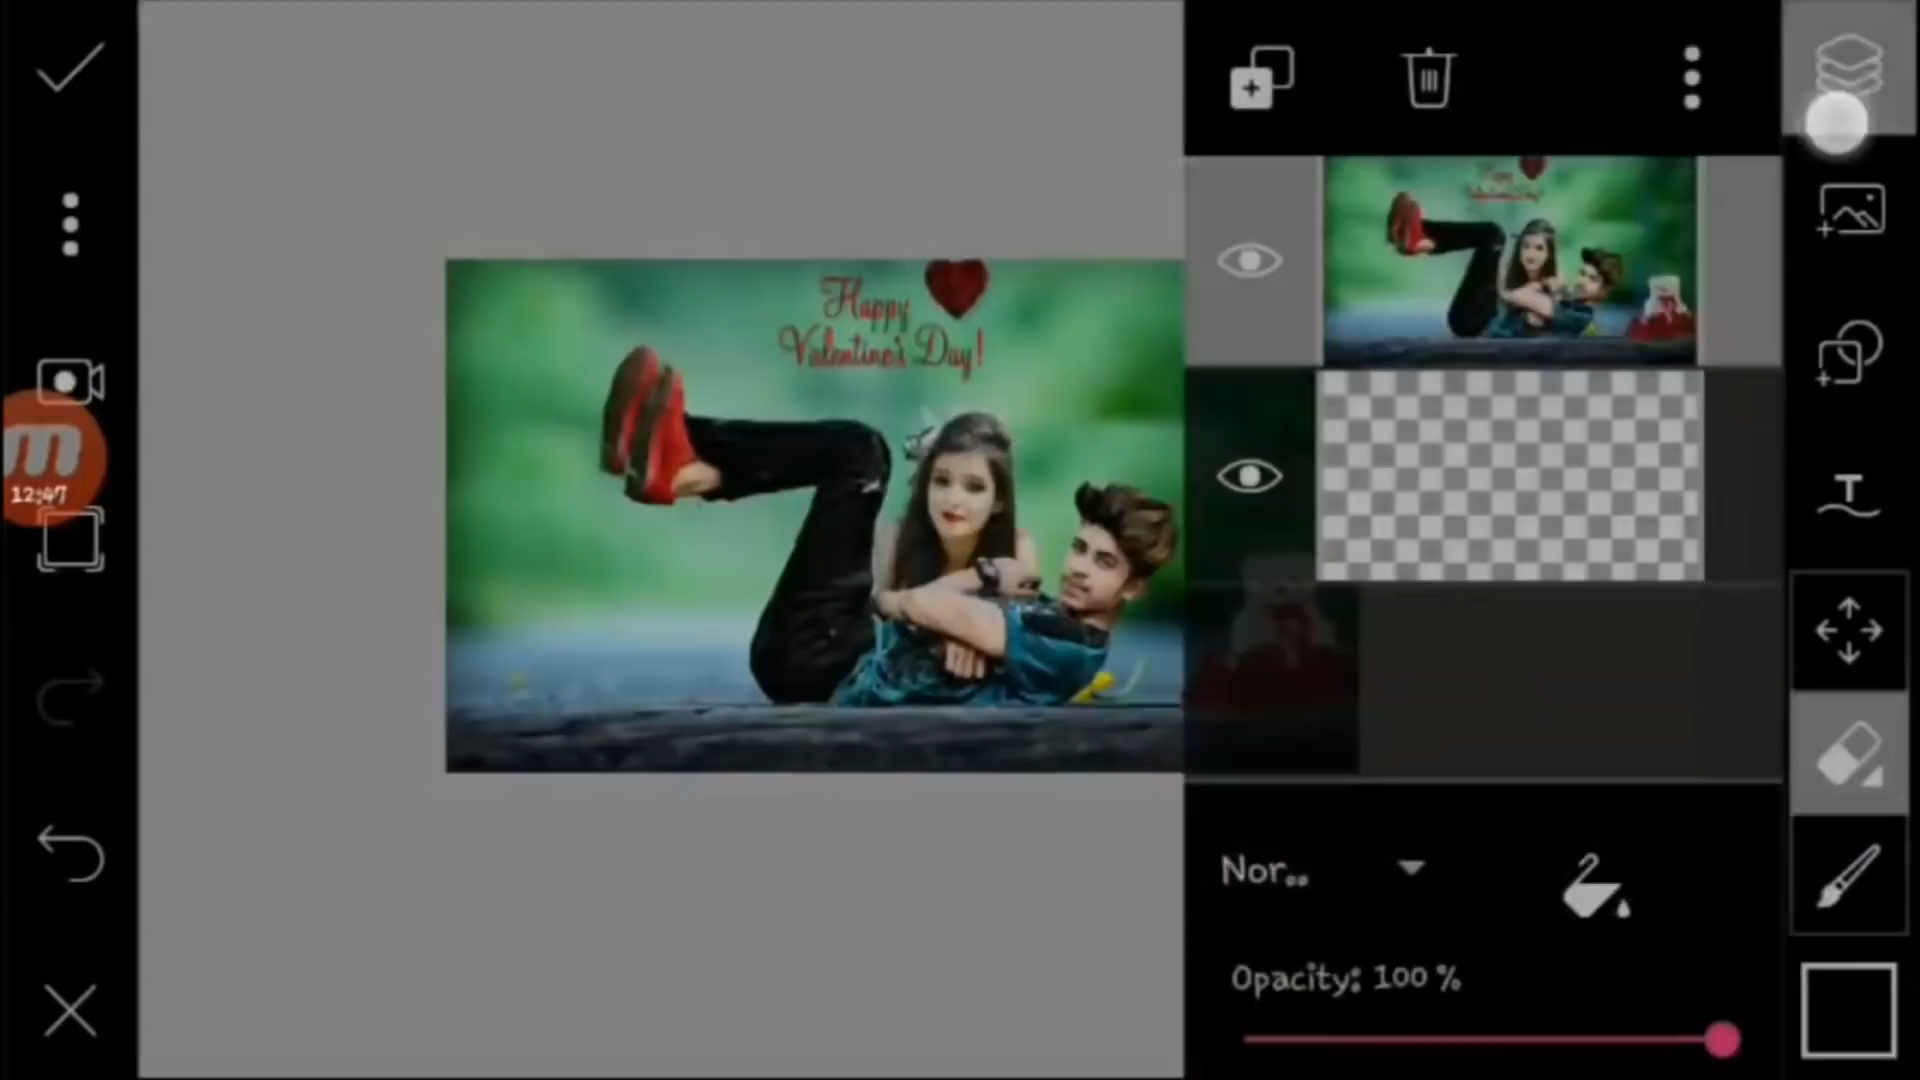 Happy
Valentine's Day!
m
12:47
T
Nor..
Opacity: 100 %